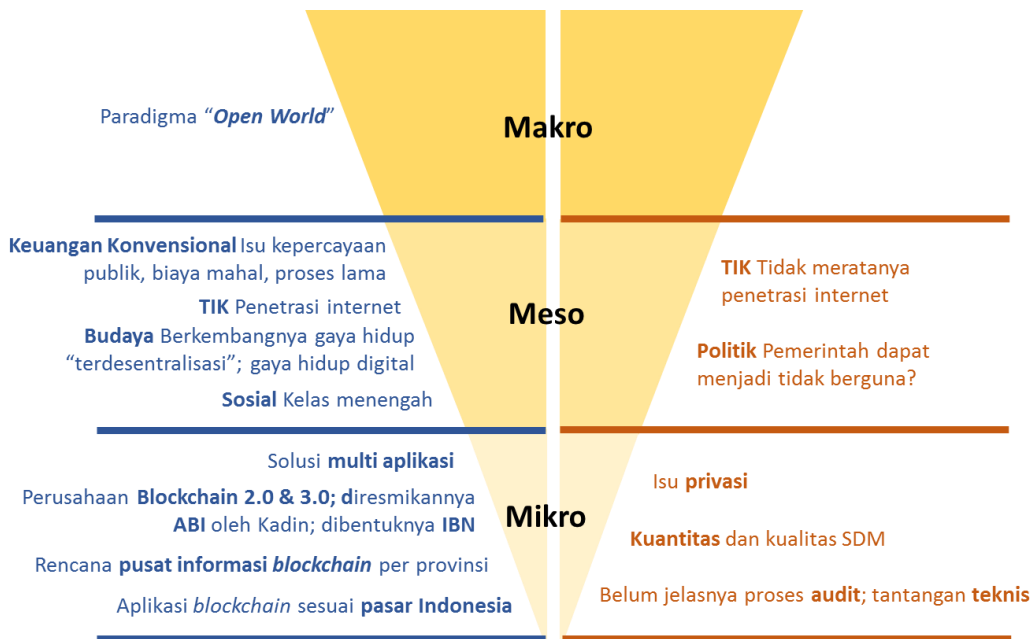 Paradigma “Open World”
Makro
Keuangan Konvensional Isu kepercayaan
publik, biaya mahal, proses lama
TIK Penetrasi internet
Budaya Berkembangnya gaya hidup
“terdesentralisasi”; gaya hidup digital
Sosial Kelas menengah
Meso
TIK Tidak meratanya
penetrasi internet
Politik Pemerintah dapat
menjadi tidak berguna?
Solusi multi aplikasi
Perusahaan Blockchain 2.0 & 3.0; diresmikannya
ABI oleh Kadin; dibentuknya IBN
Rencana pusat informasi blockchain per provinsi
Aplikasi blockchain sesuai pasar Indonesia
Mikro
Isu privasi
Kuantitas dan kualitas SDM
Belum jelasnya proses audit; tantangan teknis